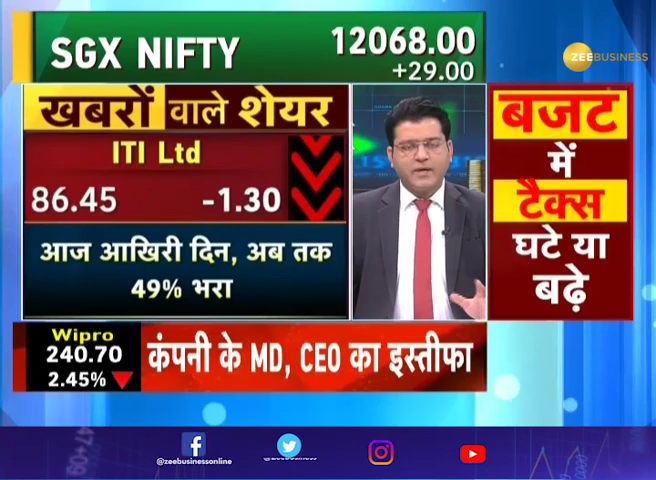 SGX NIFTY
12068.00
+29.00
ZEEBUSINESS
खबरों वाले शेयर
ITI Ltd
86.45 -1.30
आज आखिरी दिन, अब तक
49% भरा
बजट
में
टैक्स
घटे या
बढ़े
Wipro
240.70
2.45%
कंपनी के MD, CEO का इस्तीफा
@zeebusinessonline